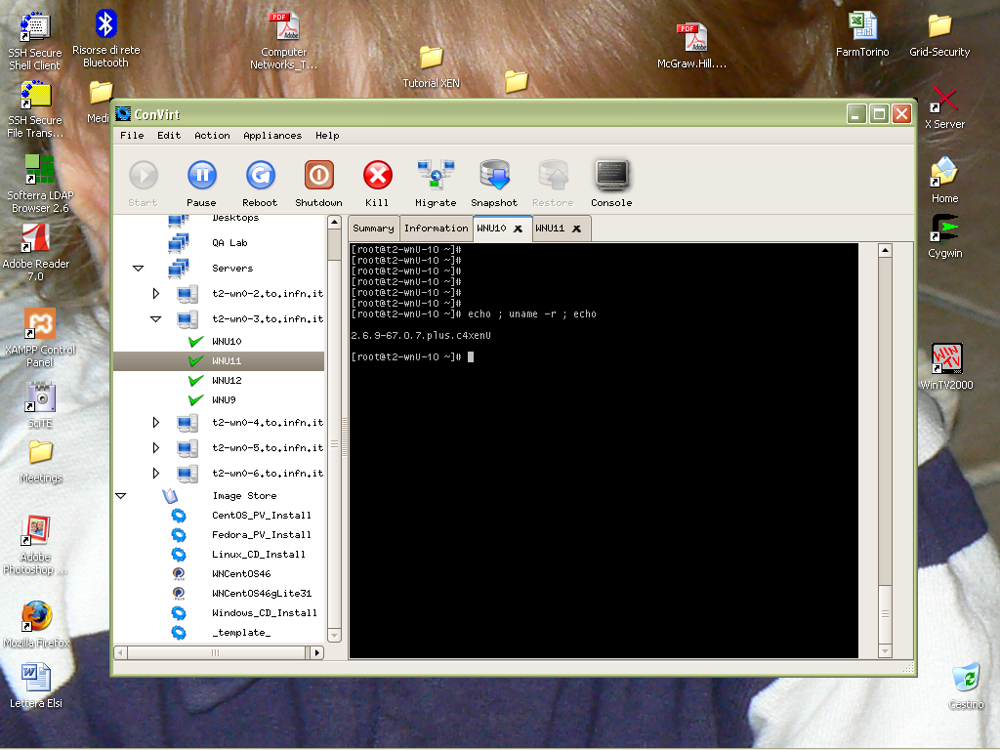 SSH Secure
Shell Client
Risorse di rete
Bluetooth
PDF
Computer
Networks_T...
Tutorial XEN
PDF
McGraw.Hill....
FarmTorino
Grid-Security
SSH Secure
File Trans...
Medi
X Server
Softerra LDAP
Browser 2.6
Home
Adobe Reader
7.0
Cygwin
XAMPP Control
Panel
WIN
TV
WinTV2000
SciTE
Meetings
Adobe
Photoshop ...
Mozilla Firefox
Lettera Elsi
Cestino
ConVirt
File Edit Action Appliances Help
Start Pause Reboot Shutdown Kill Migrate Snapshot Restore Console
Desktops
QA Lab
Servers
t2-wn0-2.to.infn.it
t2-wn0-3.to.infn.it
WNU10
WNU11
WNU12
WNU9
t2-wn0-4.to.infn.it
t2-wn0-5.to.infn.it
t2-wn0-6.to.infn.it
Image Store
CentOS_PV_Install
Fedora_PV_Install
Linux_CD_Install
WNCentOS46
WNCentOS46gLite31
Windows_CD_Install
_template_
Summary Information WNU10 WNU11
[root@t2-wnU-10 ~]#
[root@t2-wnU-10 ~]#
[root@t2-wnU-10 ~]#
[root@t2-wnU-10 ~]#
[root@t2-wnU-10 ~]#
[root@t2-wnU-10 ~]#
[root@t2-wnU-10 ~]# echo ; uname -r ; echo
2.6.9-67.0.7.plus.c4xenU
[root@t2-wnU-10 ~]#